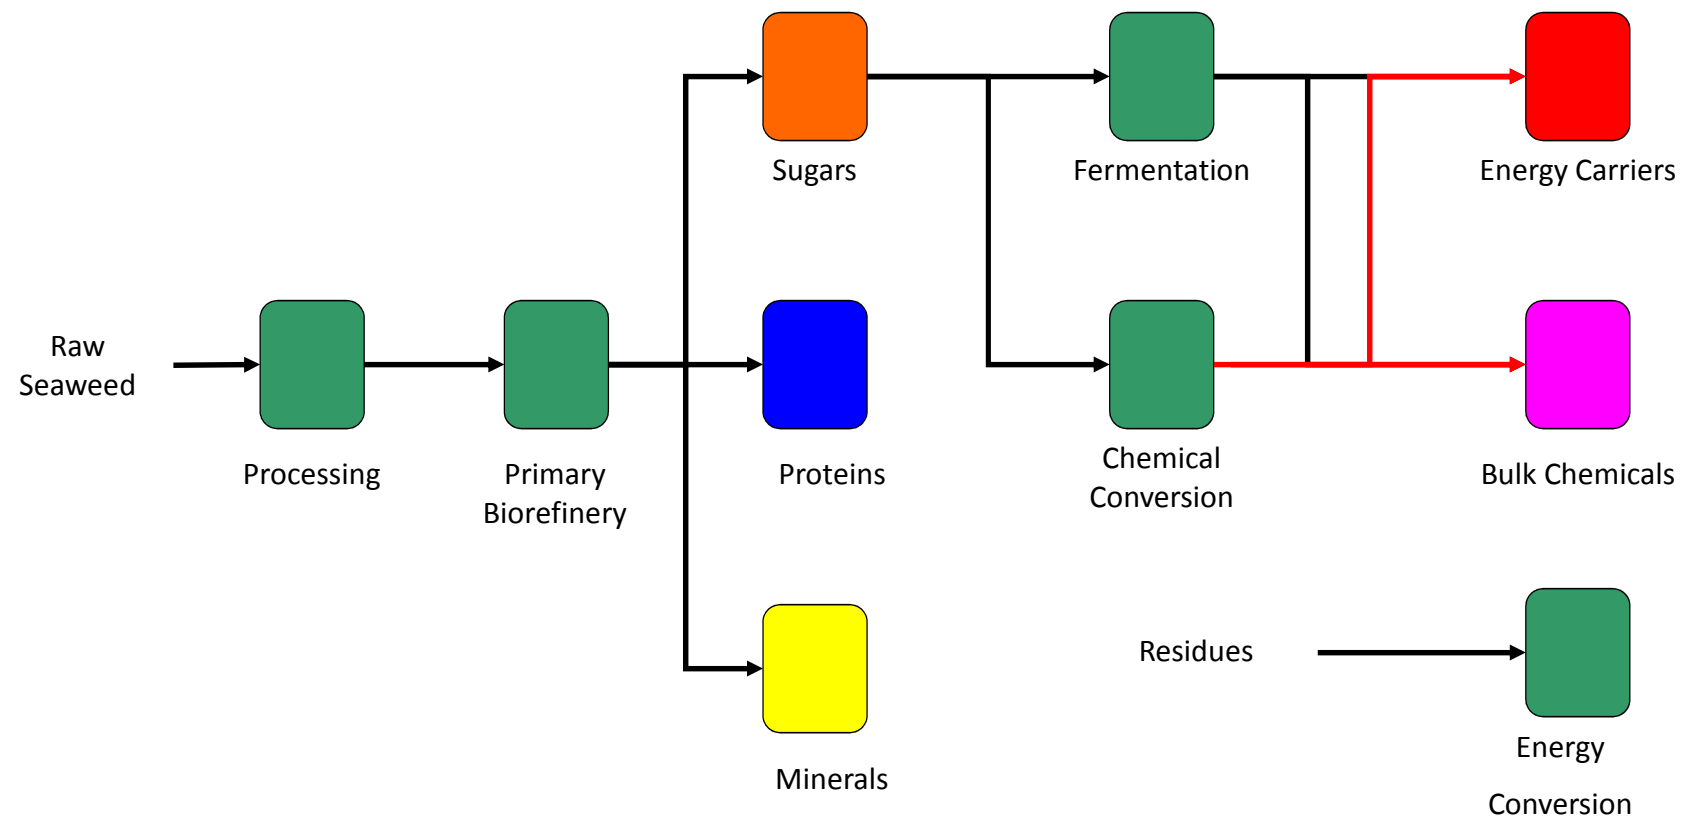 Sugars
Fermentation
Energy Carriers
Raw
Seaweed
Processing
Primary
Biorefinery
Proteins
Chemical
Conversion
Bulk Chemicals
Residues
Minerals
Energy
Conversion